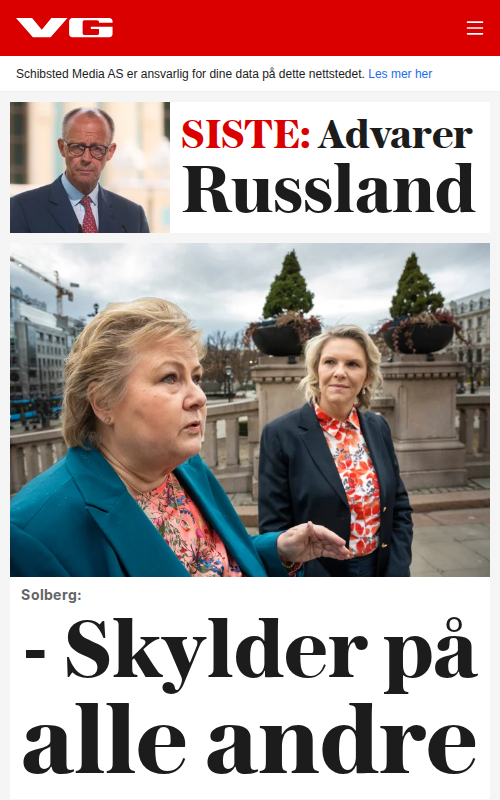 VG
Schibsted Media AS er ansvarlig for dine data på dette nettstedet. Les mer her
SISTE: Advarer
Russland
Solberg:
- Skylder på
alle andre